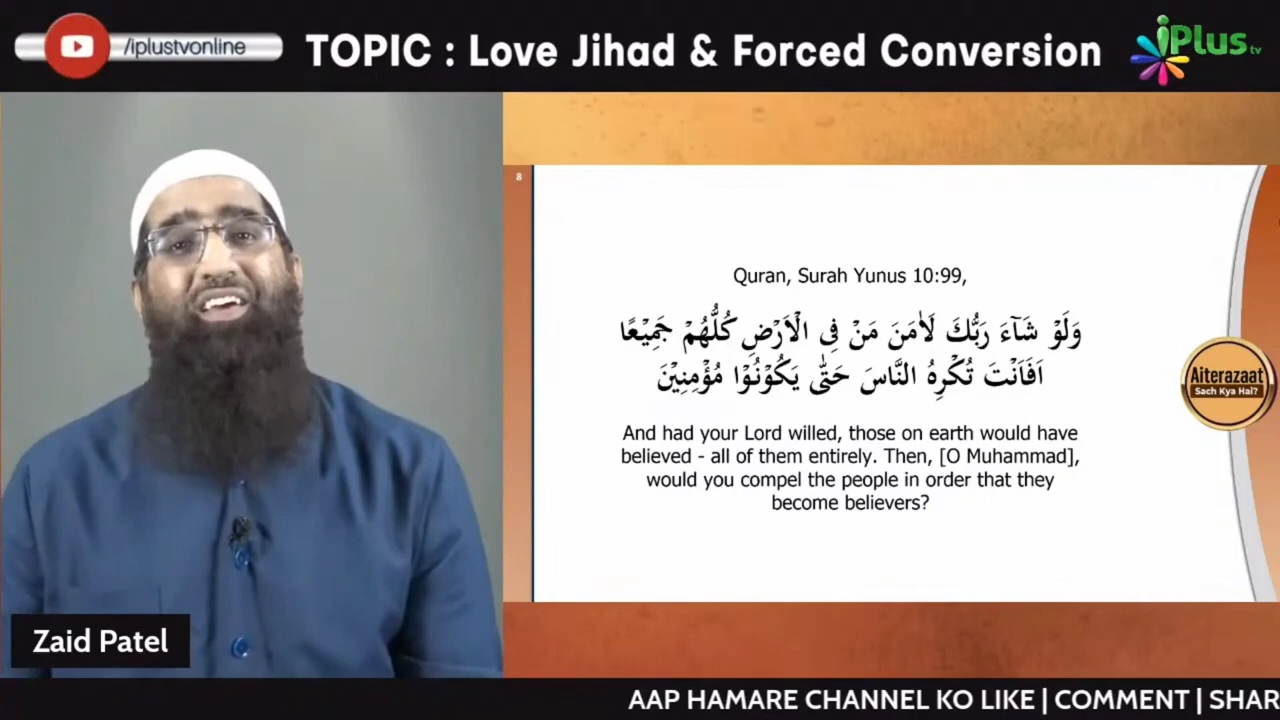 /iplustvonline
TOPIC : Love Jihad & Forced Conversion
iPlus tv
8
Quran, Surah Yunus 10:99,
وَلَوْ شَآءَ رَبُّكَ لَاٰمَنَ مَنْ فِى الْاَرْضِ كُلُّهُمْ جَمِيْعًا
اَفَاَنْتَ تُكْرِهُ النَّاسَ حَتّٰى يَكُوْنُوْا مُؤْمِنِيْنَ
And had your Lord willed, those on earth would have
believed - all of them entirely. Then, [O Muhammad],
would you compel the people in order that they
become believers?
Aiterazaat
Sach Kya Hai?
Zaid Patel
AAP HAMARE CHANNEL KO LIKE | COMMENT | SHAR